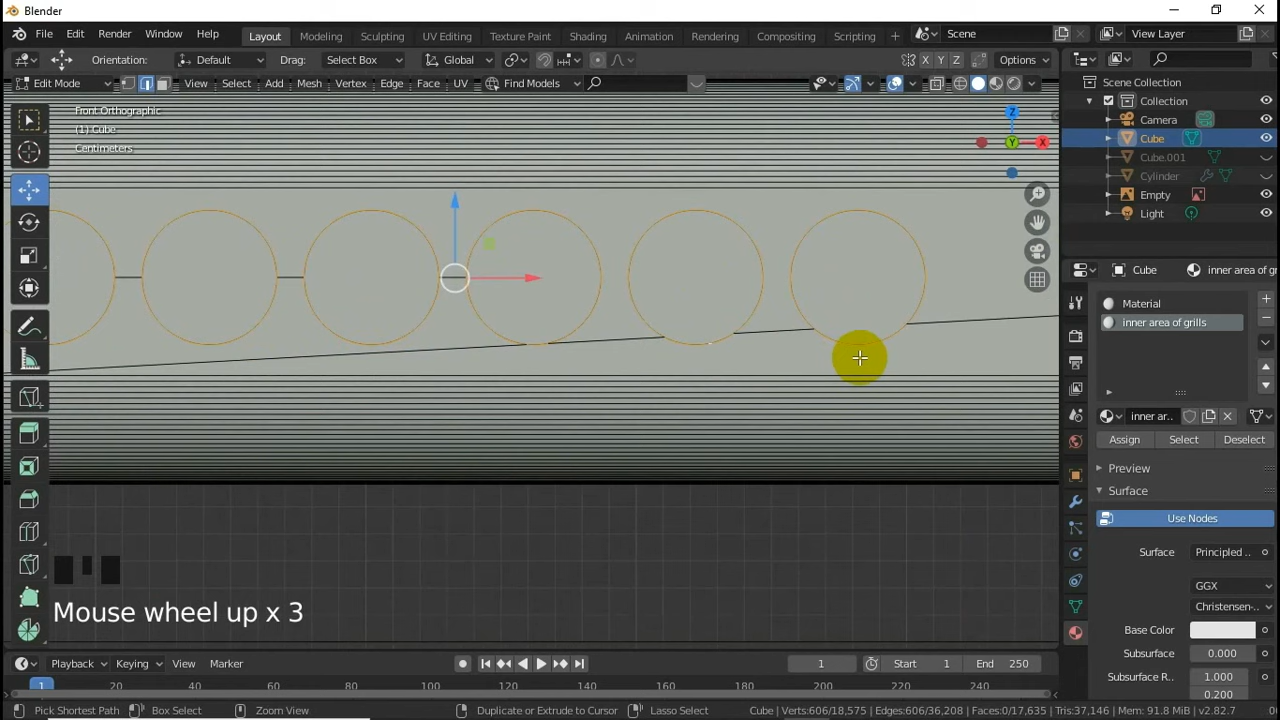 Blender
File Edit Render Window Help Layout Modeling Sculpting UV Editing Texture Paint Shading Animation Rendering Compositing Scripting + Scene View Layer
Orientation: Default Drag: Select Box Global X Y Z Options
Edit Mode View Select Add Mesh Vertex Edge Face UV Find Models
Front Orthographic
(1) Cube
Centimeters
Z
Y
X
Scene Collection
Collection
Camera
Cube
Cube.001
Cylinder
Empty
Light
Cube inner area of g
Material
inner area of grills
inner ar..
Assign Select Deselect
Preview
Surface
Use Nodes
Surface Principled ..
GGX
Christensen-..
Base Color
Subsurface 0.000
Subsurface R.. 1.000
0.200
Mouse wheel up x 3
Playback Keying View Marker 1 Start 1 End 250
1 20 40 60 80 100 120 140 160 180 200 220 240
Pick Shortest Path Box Select Zoom View Duplicate or Extrude to Cursor Lasso Select Cube | Verts:606/18,575 | Edges:606/36,208 | Faces:0/17,635 | Tris:37,146 | Mem: 91.8 MiB | v2.82.7